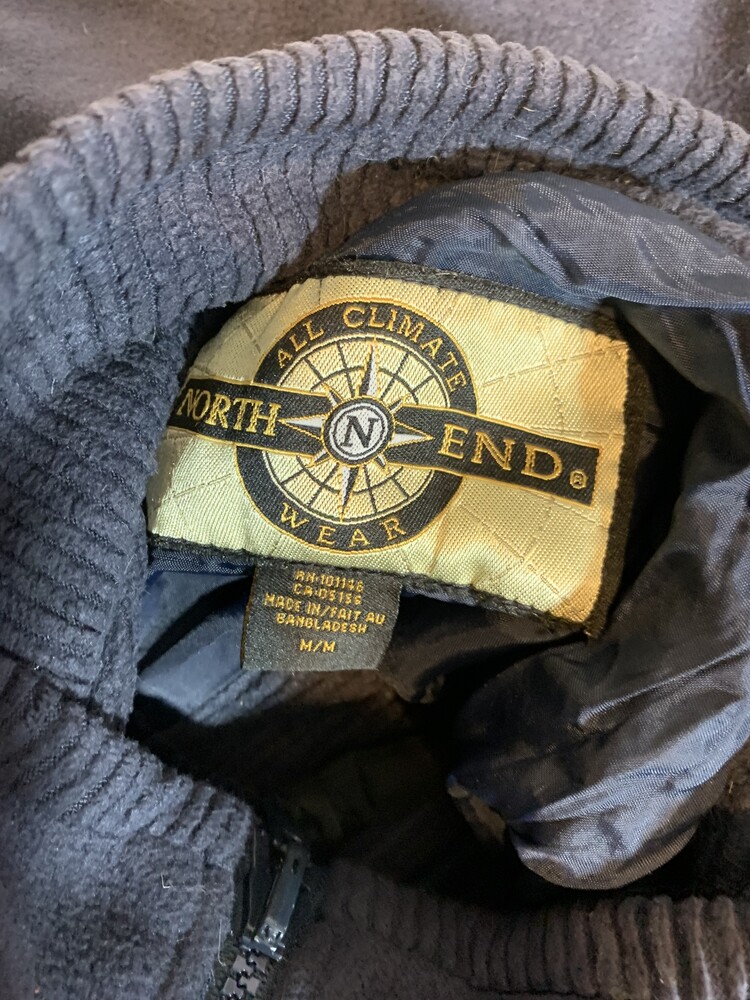 ALL CLIMATE
NORTH N END®
WEAR
RN·101146
CA·05155
MADE IN/FAIT AU
BANGLADESH
M/M